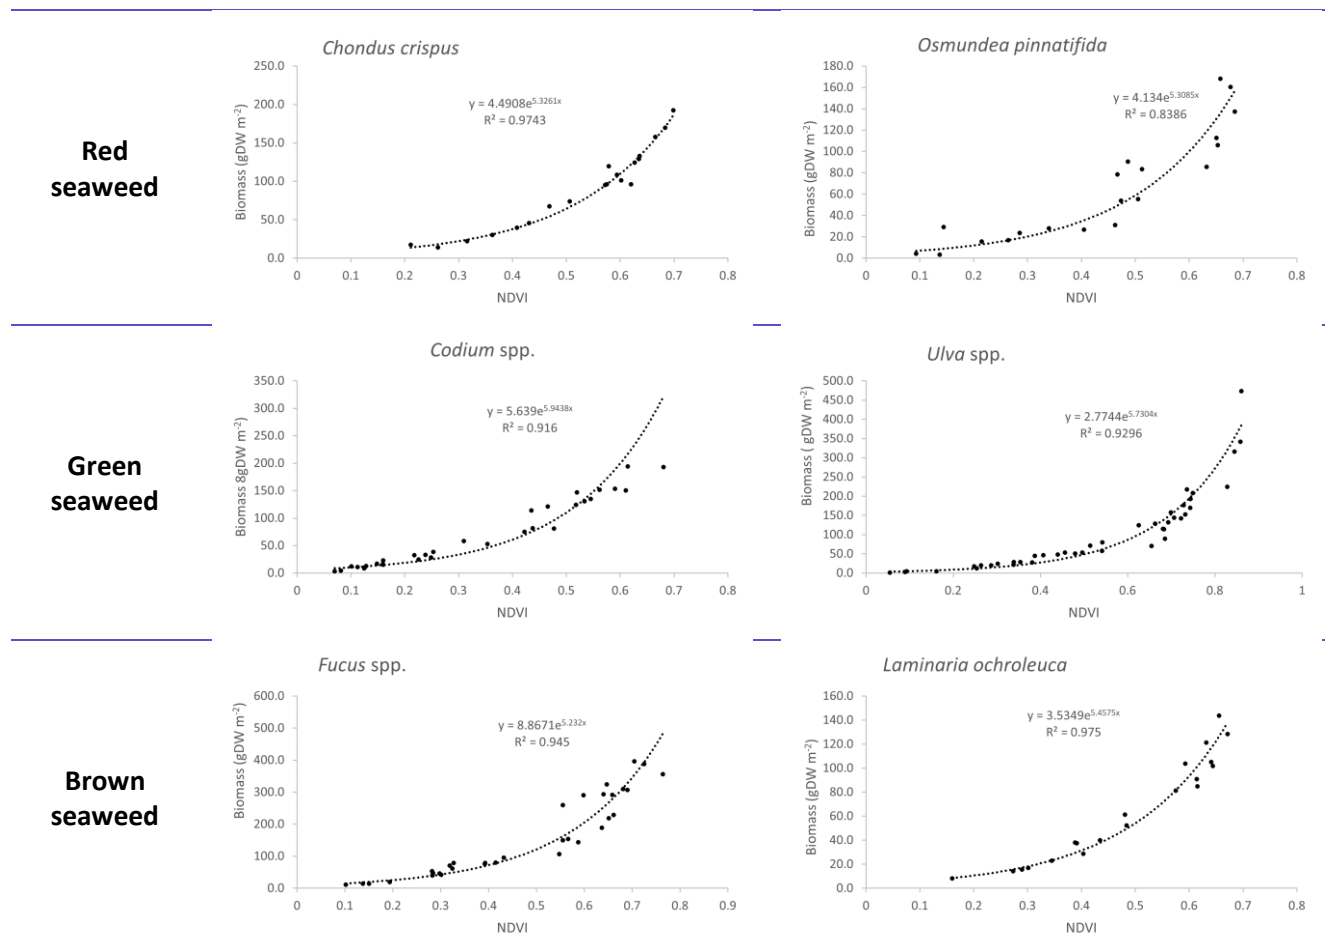 Red
seaweed
Chondus crispus
250.0
200.0
150.0
100.0
50.0
0.0
Biomass (gDW m-2)
y = 4.4908e5.3261x
R² = 0.9743
0 0.1 0.2 0.3 0.4 0.5 0.6 0.7 0.8
NDVI
Osmundea pinnatifida
180.0
160.0
140.0
120.0
100.0
80.0
60.0
40.0
20.0
0.0
Biomass (gDW m-2)
y = 4.134e5.3085x
R² = 0.8386
0 0.1 0.2 0.3 0.4 0.5 0.6 0.7 0.8
NDVI
Green
seaweed
Codium spp.
350.0
300.0
250.0
200.0
150.0
100.0
50.0
0.0
Biomass 8gDW m-2)
y = 5.639e5.9438x
R² = 0.916
0 0.1 0.2 0.3 0.4 0.5 0.6 0.7 0.8
NDVI
Ulva spp.
500.0
450.0
400.0
350.0
300.0
250.0
200.0
150.0
100.0
50.0
0.0
Biomass ( gDW m-2)
y = 2.7744e5.7304x
R² = 0.9296
0 0.2 0.4 0.6 0.8 1
NDVI
Brown
seaweed
Fucus spp.
600.0
500.0
400.0
300.0
200.0
100.0
0.0
Biomass (gDW m-2)
y = 8.8671e5.232x
R² = 0.945
0 0.1 0.2 0.3 0.4 0.5 0.6 0.7 0.8 0.9
NDVI
Laminaria ochroleuca
160.0
140.0
120.0
100.0
80.0
60.0
40.0
20.0
0.0
Biomass (gDW m-2)
y = 3.5349e5.4575x
R² = 0.975
0 0.1 0.2 0.3 0.4 0.5 0.6 0.7 0.8
NDVI